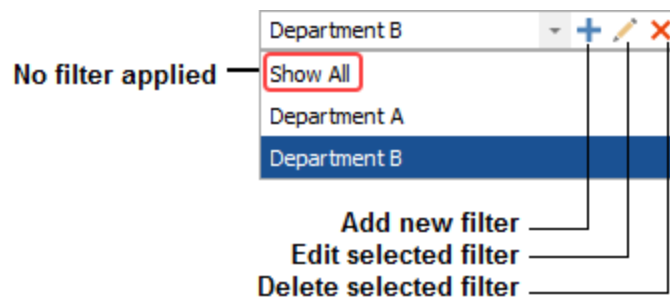 Department B
No filter applied
Show All
Department A
Department B
Add new filter
Edit selected filter
Delete selected filter